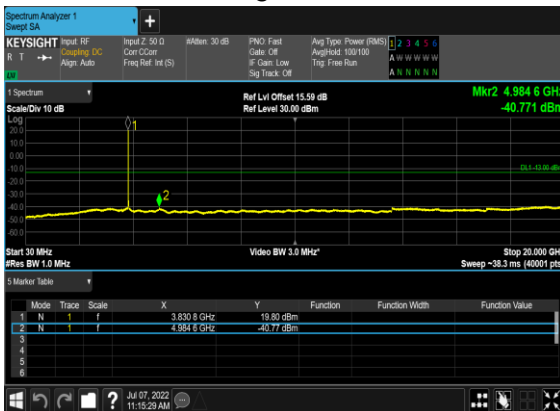 Spectrum Analyzer 1
Swept SA
KEYSIGHT Input: RF Input Z: 50 Ω #Atten: 30 dB PNO: Fast Avg Type: Power (RMS) 1 2 3 4 5 6
R T Coupling: DC Corr CCorr Gate: Off Avg|Hold: 100/100 A W W W W W
Align: Auto Freq Ref: Int (S) IF Gain: Low Trig: Free Run
LV Sig Track: Off A N N N N N
1 Spectrum Ref Lvl Offset 15.59 dB Mkr2 4.984 6 GHz
Scale/Div 10 dB Ref Level 30.00 dBm -40.771 dBm
Log
20.0
10.0
0.00
-10.0
-20.0
-30.0
-40.0
-50.0
-60.0
1
2
DL1 -13.00 dBm
Start 30 MHz Video BW 3.0 MHz* Stop 20.000 GHz
#Res BW 1.0 MHz Sweep ~38.3 ms (40001 pts
5 Marker Table
Mode Trace Scale X Y Function Function Width Function Value
1 N 1 f 3.830 8 GHz 19.80 dBm
2 N 1 f 4.984 6 GHz -40.77 dBm
3
4
5
6
? Jul 07, 2022
11:15:29 AM